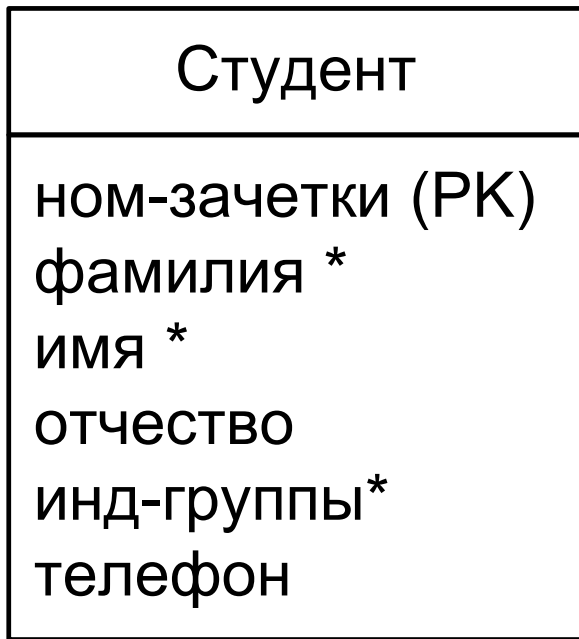 Студент
ном-зачетки (PK)
фамилия *
имя *
отчество
инд-группы*
телефон